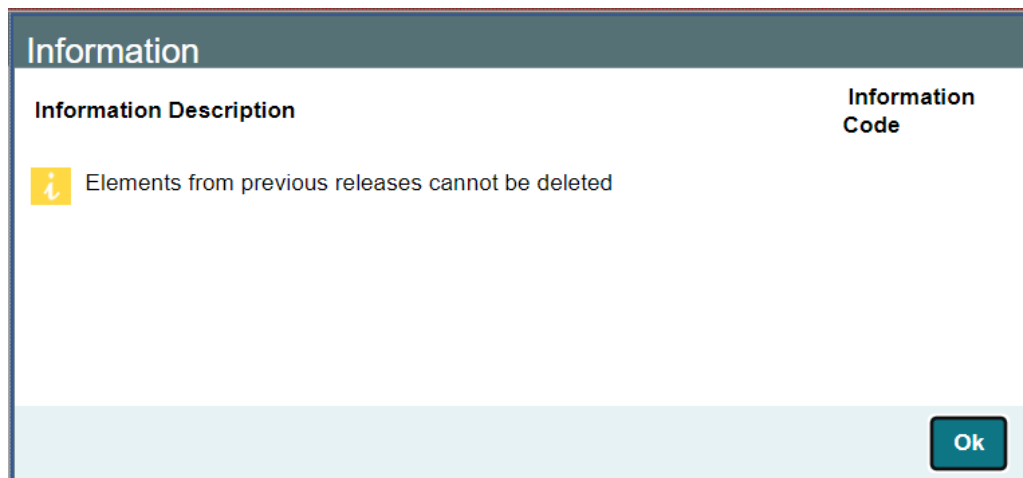 Information
Information Description
Information
Code
Elements from previous releases cannot be deleted
Ok